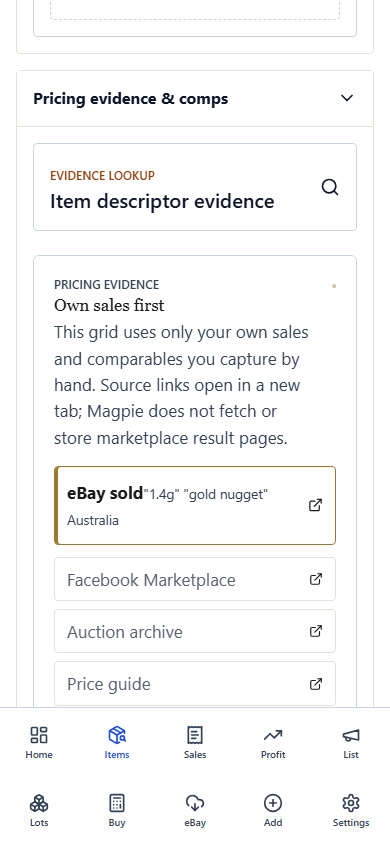 Pricing evidence & comps
EVIDENCE LOOKUP
Item descriptor evidence
PRICING EVIDENCE
Own sales first
This grid uses only your own sales
and comparables you capture by
hand. Source links open in a new
tab; Magpie does not fetch or
store marketplace result pages.
eBay sold"1.4g" "gold nugget"
Australia
Facebook Marketplace
Auction archive
Price guide
Home Items Sales Profit List
Lots Buy eBay Add Settings